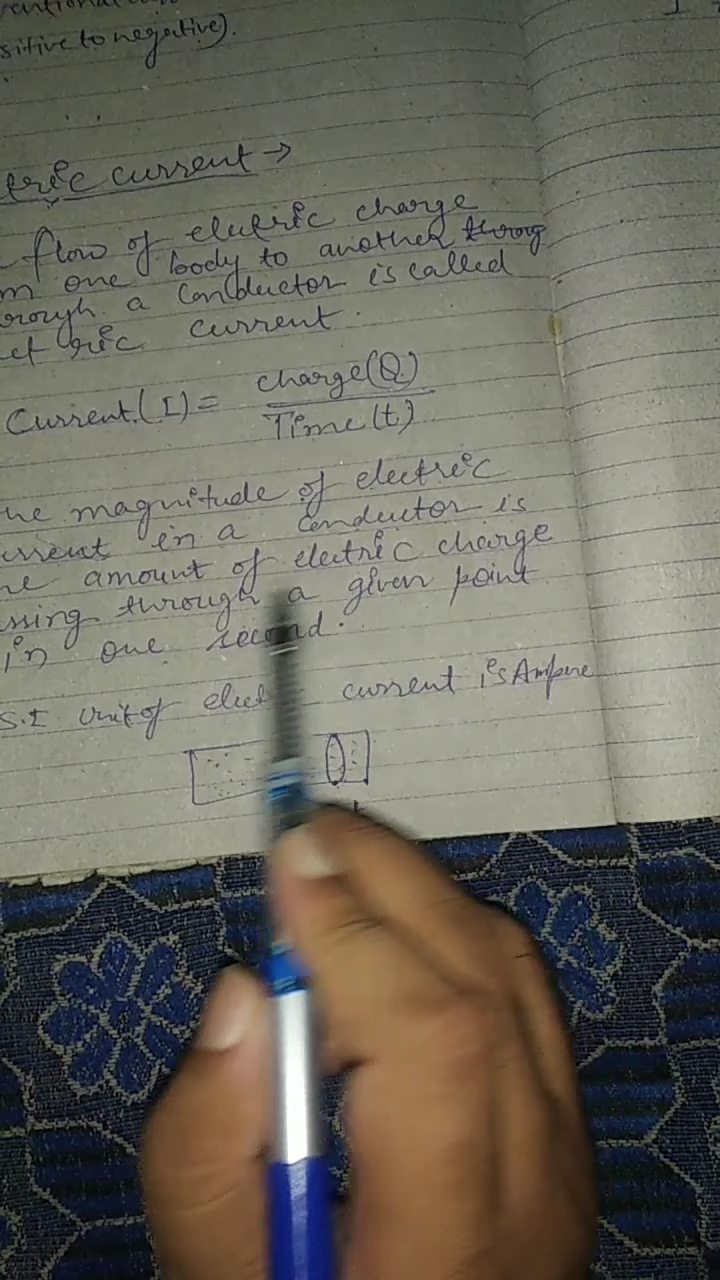 sitive to negative).
tric current →
flow of electric charge
m one body to another throug
rough a conductor is called
ct ric current.
Current.(I) = charge(Q)
Time(t)
he magnitude of electric
urrent in a conductor is
he amount of electric charge
ssing through a given point
in one second.
S.I Unit of elect current is Ampere